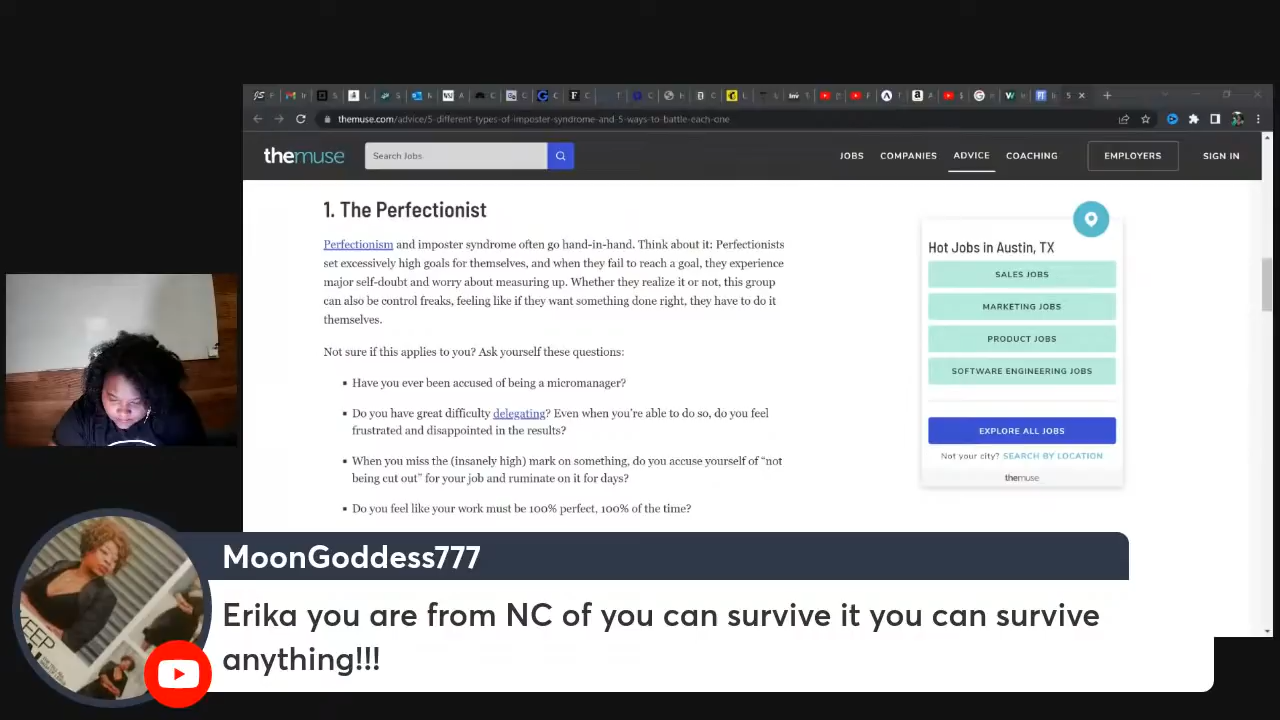 themuse.com/advice/5-different-types-of-imposter-syndrome-and-5-ways-to-battle-each-one
themuse
Search Jobs
JOBS
COMPANIES
ADVICE
COACHING
EMPLOYERS
SIGN IN
1. The Perfectionist
Perfectionism and imposter syndrome often go hand-in-hand. Think about it: Perfectionists
set excessively high goals for themselves, and when they fail to reach a goal, they experience
major self-doubt and worry about measuring up. Whether they realize it or not, this group
can also be control freaks, feeling like if they want something done right, they have to do it
themselves.
Not sure if this applies to you? Ask yourself these questions:
Have you ever been accused of being a micromanager?
Do you have great difficulty delegating? Even when you’re able to do so, do you feel
frustrated and disappointed in the results?
When you miss the (insanely high) mark on something, do you accuse yourself of “not
being cut out” for your job and ruminate on it for days?
Do you feel like your work must be 100% perfect, 100% of the time?
Hot Jobs in Austin, TX
SALES JOBS
MARKETING JOBS
PRODUCT JOBS
SOFTWARE ENGINEERING JOBS
EXPLORE ALL JOBS
Not your city? SEARCH BY LOCATION
themuse
MoonGoddess777
Erika you are from NC of you can survive it you can survive
anything!!!